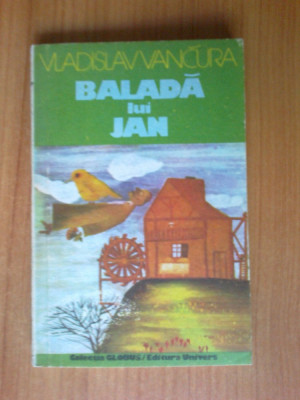 VLADISLAV VANČURA
BALADĂ
lui
JAN
Colecția GLOBUS/Editura Univers